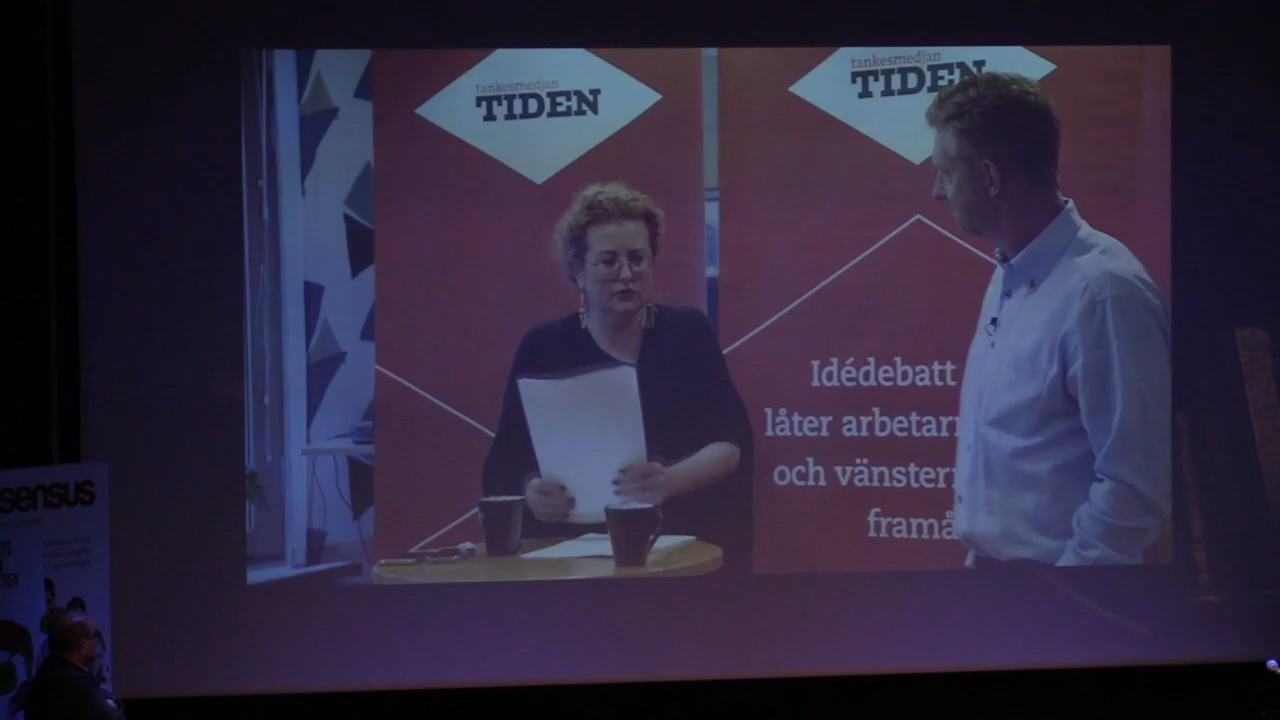 tankesmedjan
TIDEN
tankesmedjan
TIDEN
Idédebatt
låter arbetar
och vänster
framå
sensus